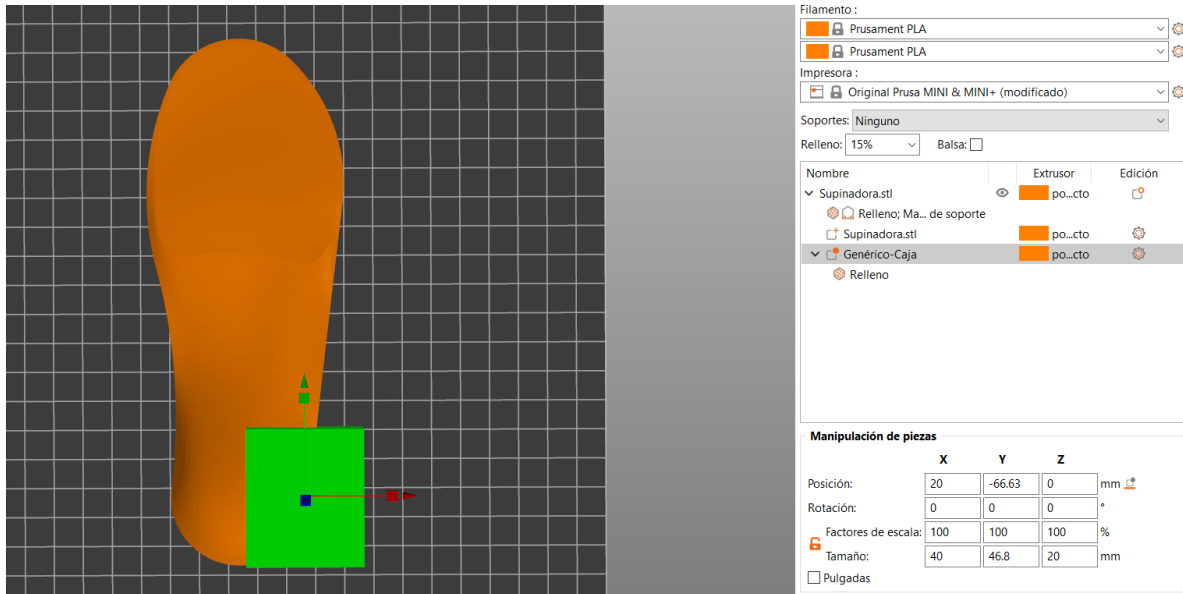 Filamento :
Prusament PLA
Prusament PLA
Impresora :
Original Prusa MINI & MINI+ (modificado)
Soportes: Ninguno
Relleno: 15% Balsa:
Nombre Extrusor Edición
Supinadora.stl po...cto
Relleno; Ma... de soporte
Supinadora.stl po...cto
Genérico-Caja po...cto
Relleno
Manipulación de piezas
X Y Z
Posición: 20 -66.63 0 mm
Rotación: 0 0 0 °
Factores de escala: 100 100 100 %
Tamaño: 40 46.8 20 mm
Pulgadas